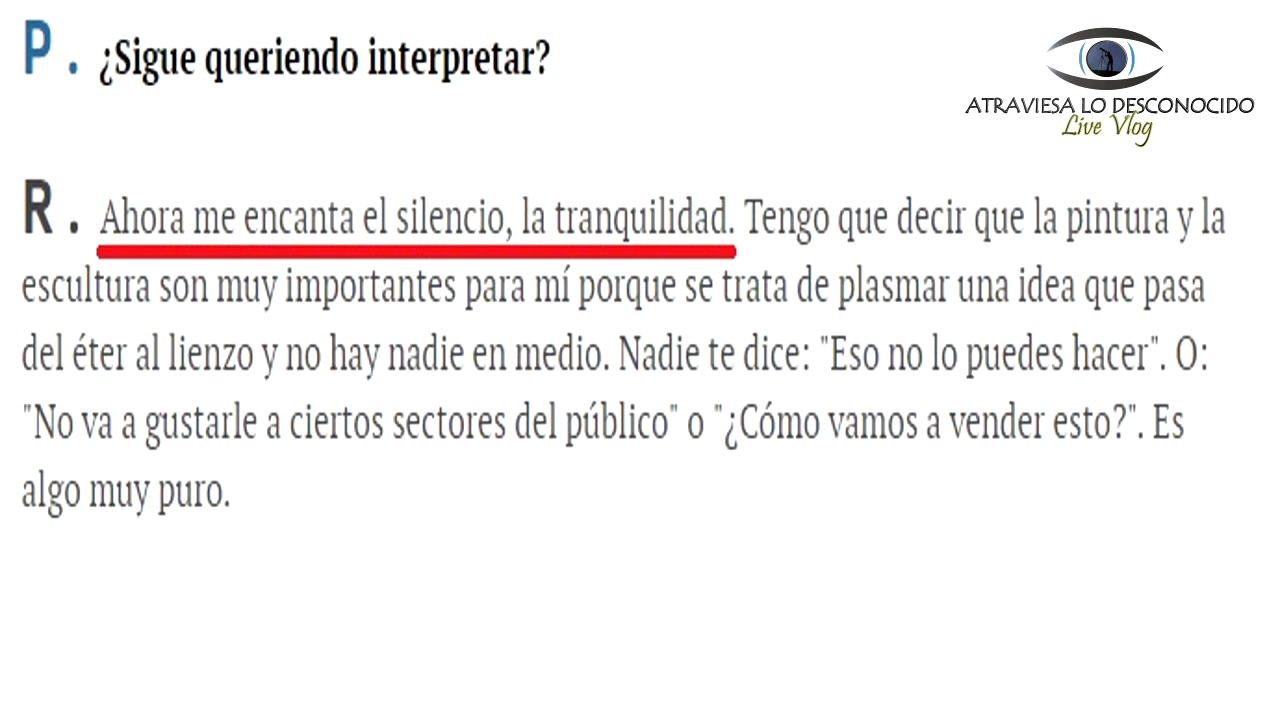 P. ¿Sigue queriendo interpretar?
ATRAVIESA LO DESCONOCIDO
Live Vlog
R. Ahora me encanta el silencio, la tranquilidad. Tengo que decir que la pintura y la
escultura son muy importantes para mí porque se trata de plasmar una idea que pasa
del éter al lienzo y no hay nadie en medio. Nadie te dice: "Eso no lo puedes hacer". O:
"No va a gustarle a ciertos sectores del público" o "¿Cómo vamos a vender esto?". Es
algo muy puro.